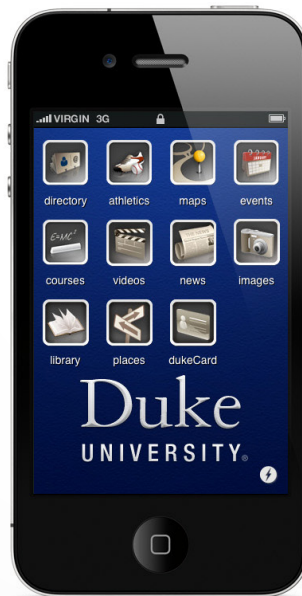 VIRGIN 3G
directory athletics maps events
E=MC²
courses videos news images
library places dukeCard
Duke
UNIVERSITY®